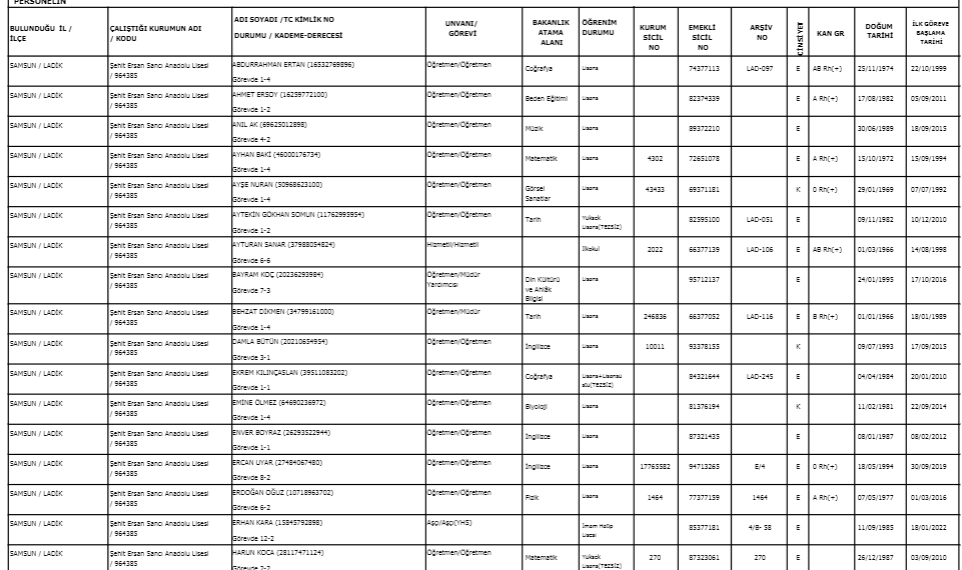 PERSONELİN
BULUNDUĞU İL / İLÇE | ÇALIŞTIĞI KURUMUN ADI / KODU | ADI SOYADI /TC KİMLİK NO DURUMU / KADEME-DERECESİ | UNVANI/ GÖREVİ | BAKANLIK ATAMA ALANI | ÖĞRENİM DURUMU | KURUM SİCİL NO | EMEKLİ SİCİL NO | ARŞİV NO | CİNSİYET | KAN GR | DOĞUM TARİHİ | İLK GÖREVE BAŞLAMA TARİHİ
SAMSUN / LADİK | Şehit Ersan Sancı Anadolu Lisesi / 964385 | ABDURRAHMAN ERTAN (16532769896) Görevde 1-4 | Öğretmen/Öğretmen | Coğrafya | Lisans | 74377113 | LAD-097 | E | AB Rh(+) | 25/11/1974 | 22/10/1999
SAMSUN / LADİK | Şehit Ersan Sancı Anadolu Lisesi / 964385 | AHMET ERSOY (16259772100) Görevde 1-2 | Öğretmen/Öğretmen | Beden Eğitimi | Lisans | 82374339 | E | A Rh(+) | 17/08/1982 | 05/09/2011
SAMSUN / LADİK | Şehit Ersan Sancı Anadolu Lisesi / 964385 | ANIL AK (69625012898) Görevde 4-2 | Öğretmen/Öğretmen | Müzik | Lisans | 89372210 | E | 30/06/1989 | 18/09/2015
SAMSUN / LADİK | Şehit Ersan Sancı Anadolu Lisesi / 964385 | AYHAN BAKİ (46000176734) Görevde 1-4 | Öğretmen/Öğretmen | Matematik | Lisans | 4302 | 72651078 | E | A Rh(+) | 15/10/1972 | 15/09/1994
SAMSUN / LADİK | Şehit Ersan Sancı Anadolu Lisesi / 964385 | AYŞE NURAN (50968623100) Görevde 1-4 | Öğretmen/Öğretmen | Görsel Sanatlar | Lisans | 43433 | 69371181 | K | 0 Rh(+) | 29/01/1969 | 07/07/1992
SAMSUN / LADİK | Şehit Ersan Sancı Anadolu Lisesi / 964385 | AYTEKİN GÖKHAN SOMUN (11762995954) Görevde 1-2 | Öğretmen/Öğretmen | Tarih | Yüksek Lisans(TEZSİZ) | 82595100 | LAD-051 | E | 09/11/1982 | 10/12/2010
SAMSUN / LADİK | Şehit Ersan Sancı Anadolu Lisesi / 964385 | AYTURAN SANAR (37988054824) Görevde 6-6 | Hizmetli/Hizmetli | İlkokul | 2022 | 66377139 | LAD-106 | E | AB Rh(+) | 01/03/1966 | 14/08/1998
SAMSUN / LADİK | Şehit Ersan Sancı Anadolu Lisesi / 964385 | BAYRAM KOÇ (20236293984) Görevde 7-3 | Öğretmen/Müdür Yardımcısı | Din Kültürü ve Ahlâk Bilgisi | Lisans | 95712137 | E | 24/01/1995 | 17/10/2016
SAMSUN / LADİK | Şehit Ersan Sancı Anadolu Lisesi / 964385 | BEHZAT DİKMEN (34799161000) Görevde 1-4 | Öğretmen/Müdür | Tarih | Lisans | 246836 | 66377052 | LAD-116 | E | B Rh(+) | 01/01/1966 | 18/01/1989
SAMSUN / LADİK | Şehit Ersan Sancı Anadolu Lisesi / 964385 | DAMLA BÜTÜN (20210654954) Görevde 3-1 | Öğretmen/Öğretmen | İngilizce | Lisans | 10011 | 93378155 | K | 09/07/1993 | 17/09/2015
SAMSUN / LADİK | Şehit Ersan Sancı Anadolu Lisesi / 964385 | EKREM KILINÇASLAN (39511083202) Görevde 1-1 | Öğretmen/Öğretmen | Coğrafya | 84321644 | LAD-245 | E | 04/04/1984 | 20/01/2010
SAMSUN / LADİK | Şehit Ersan Sancı Anadolu Lisesi / 964385 | EMİNE ÖLMEZ (64690236972) Görevde 1-4 | Öğretmen/Öğretmen | Biyoloji | Lisans | 81376194 | K | 11/02/1981 | 22/09/2014
SAMSUN / LADİK | Şehit Ersan Sancı Anadolu Lisesi / 964385 | ENVER BOYRAZ (26293522944) Görevde 1-1 | Öğretmen/Öğretmen | İngilizce | Lisans | 87321435 | E | 08/01/1987 | 08/02/2012
SAMSUN / LADİK | Şehit Ersan Sancı Anadolu Lisesi / 964385 | ERCAN UYAR (27484067480) Görevde 8-2 | Öğretmen/Öğretmen | İngilizce | Lisans | 17765582 | 94713265 | E/4 | E | 0 Rh(+) | 18/05/1994 | 30/09/2019
SAMSUN / LADİK | Şehit Ersan Sancı Anadolu Lisesi / 964385 | ERDOĞAN OĞUZ (10718963702) Görevde 6-2 | Öğretmen/Öğretmen | Fizik | Lisans | 1464 | 77377159 | 1464 | E | A Rh(+) | 07/05/1977 | 01/03/2016
SAMSUN / LADİK | Şehit Ersan Sancı Anadolu Lisesi / 964385 | ERHAN KARA (15845792898) Görevde 12-2 | Aşçı/Aşçı(YHS) | İmam Hatip Lisesi | 85377181 | 4/B- 58 | E | 11/09/1985 | 18/01/2022
SAMSUN / LADİK | Şehit Ersan Sancı Anadolu Lisesi / 964385 | HARUN KOCA (28117471124) Görevde 2-2 | Öğretmen/Öğretmen | Matematik | Yüksek Lisans(TEZSİZ) | 270 | 87323061 | 270 | E | 26/12/1987 | 03/09/2010